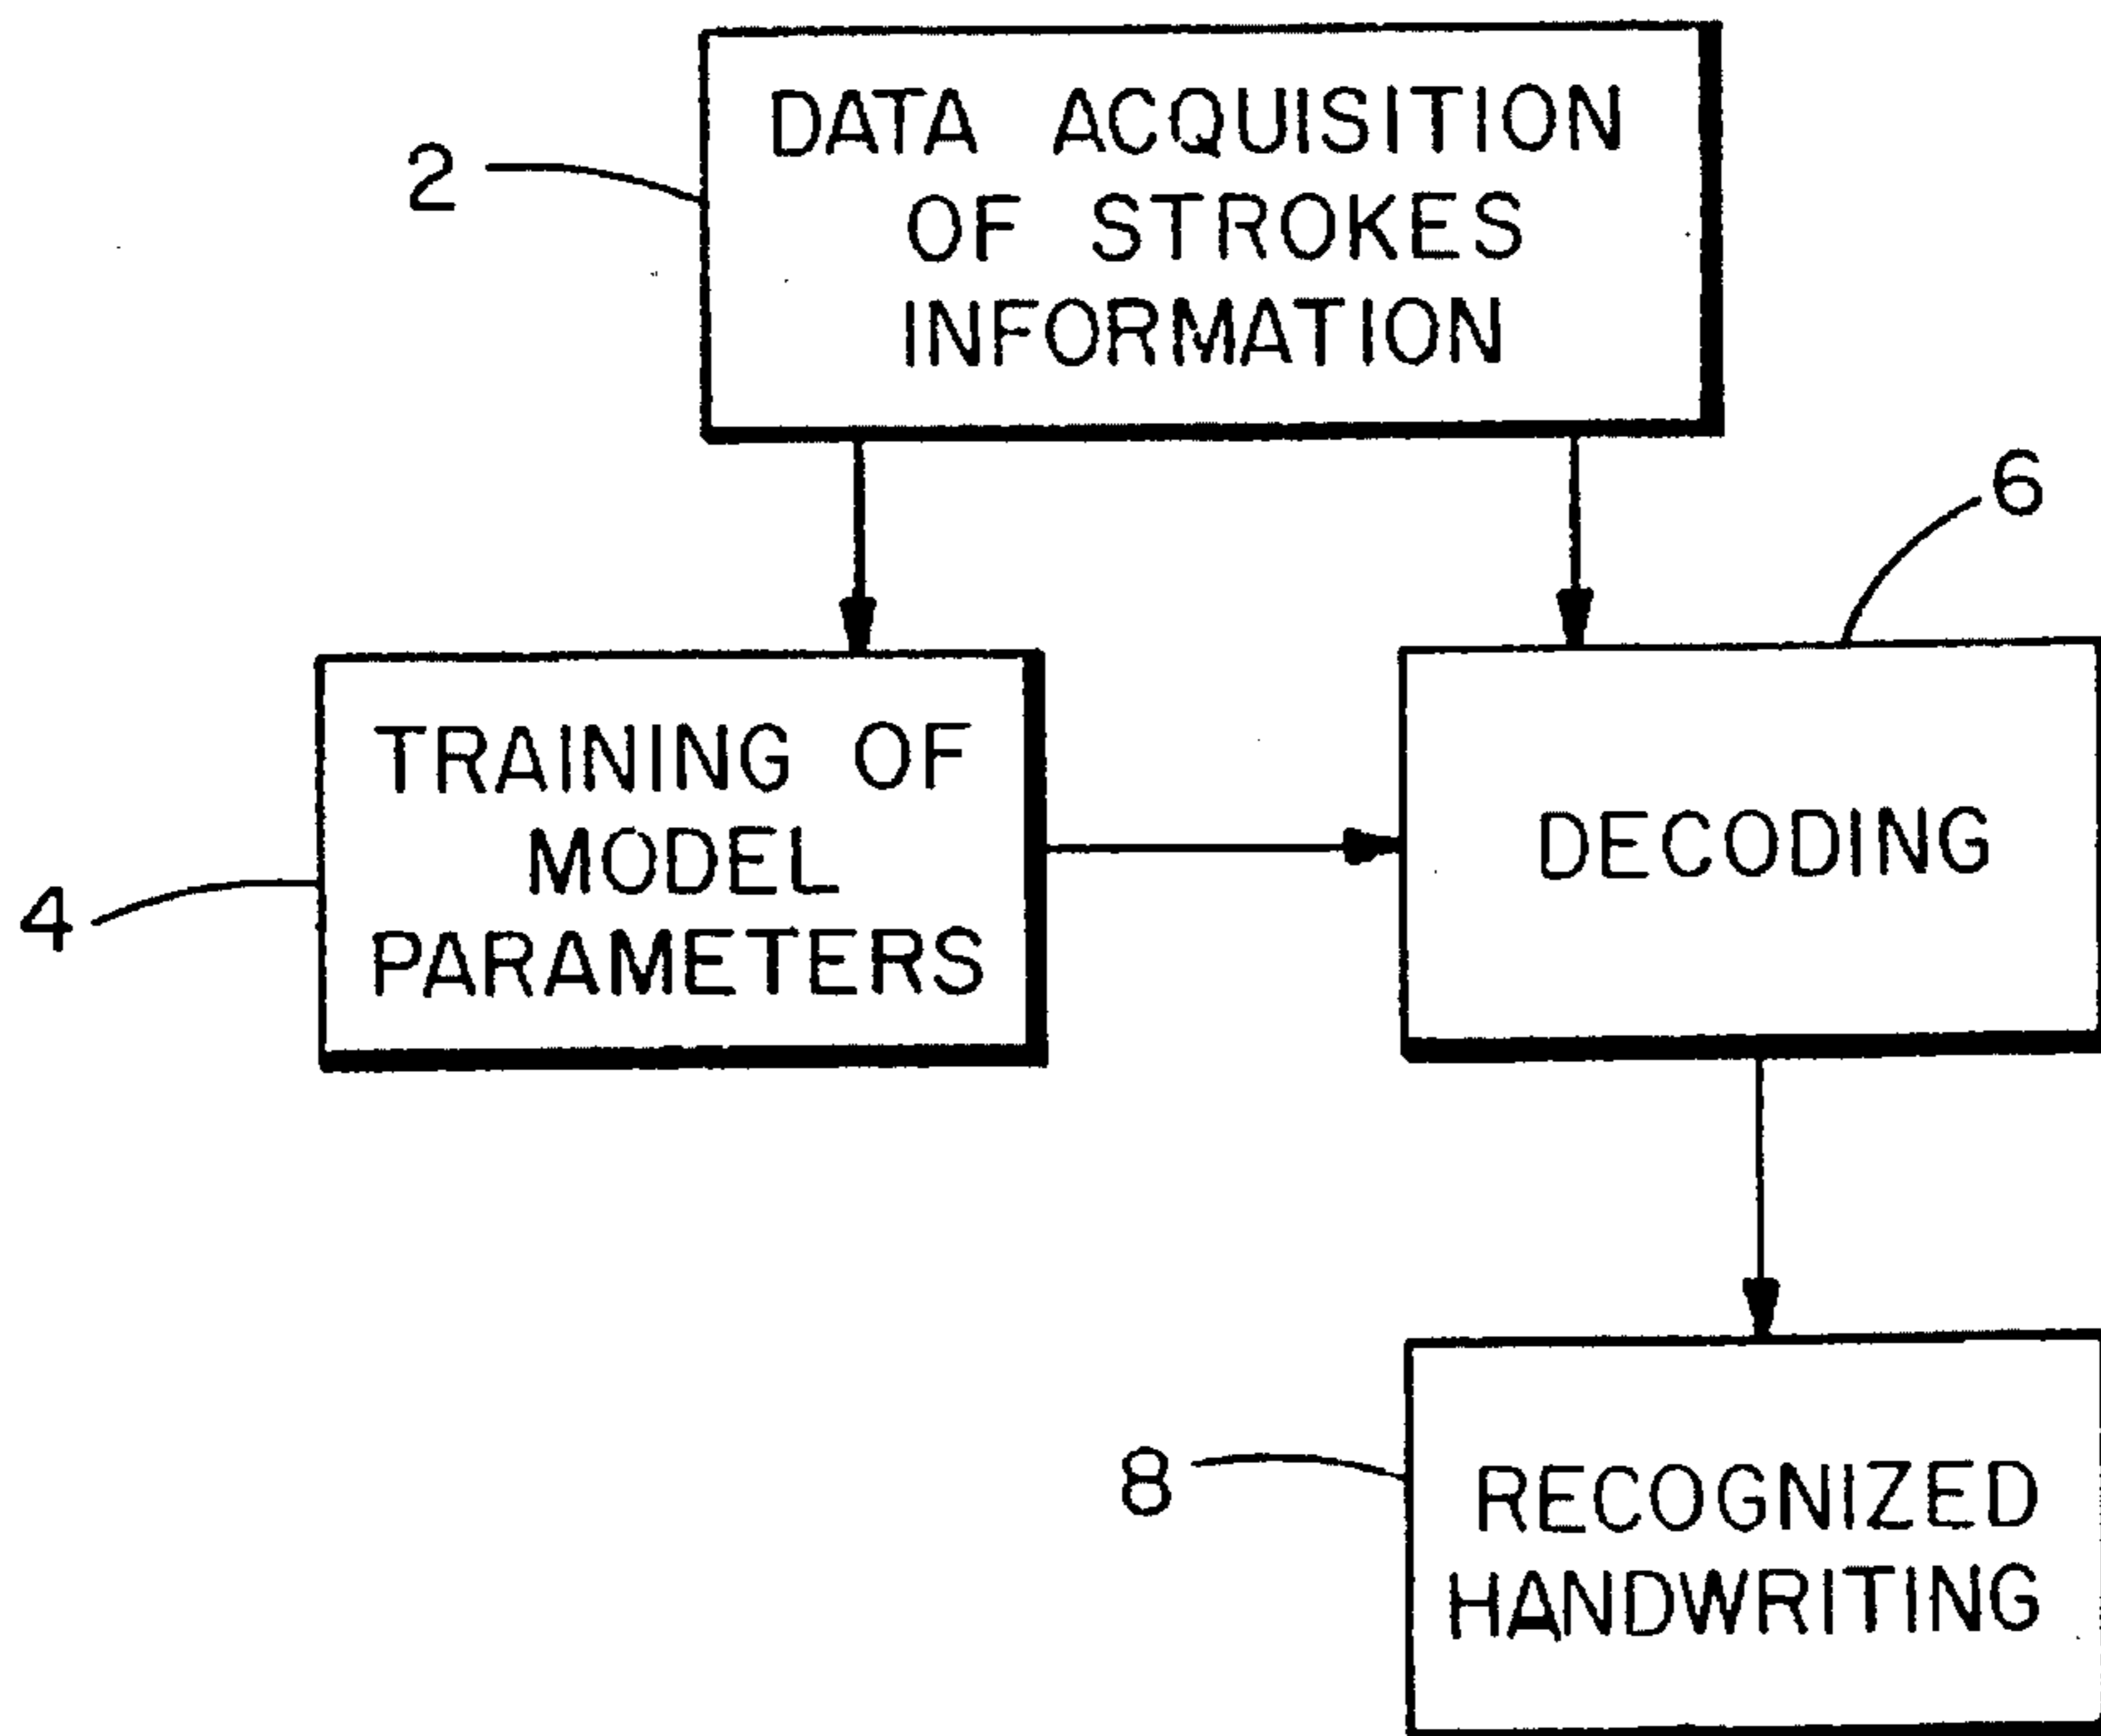 2
DATA ACQUISITION
OF STROKES
INFORMATION
6
4
TRAINING OF
MODEL
PARAMETERS
DECODING
8
RECOGNIZED
HANDWRITING